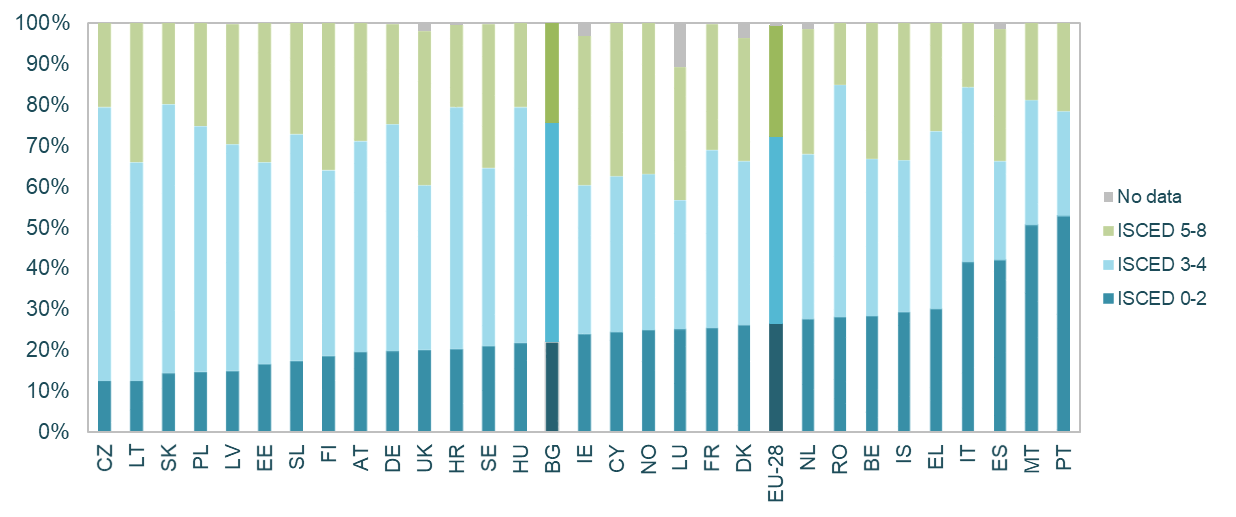 100%
90%
80%
70%
60%
50%
40%
30%
20%
10%
0%
CZ
LT
SK
PL
LV
EE
SL
FI
AT
DE
UK
HR
SE
HU
BG
IE
CY
NO
LU
FR
DK
EU-28
NL
RO
BE
IS
EL
IT
ES
MT
PT
No data
ISCED 5-8
ISCED 3-4
ISCED 0-2